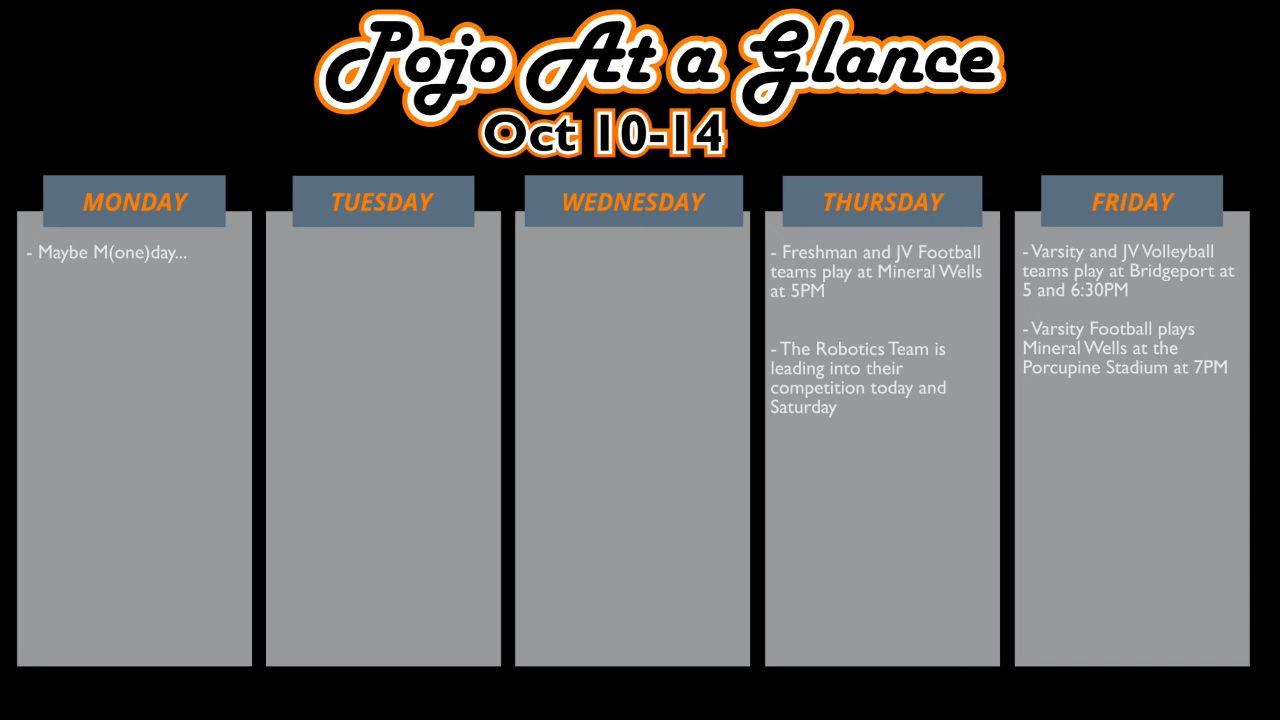 Pojo At a Glance
Oct 10-14
MONDAY
- Maybe M(one)day...
TUESDAY
WEDNESDAY
THURSDAY
- Freshman and JV Football
teams play at Mineral Wells
at 5PM
- The Robotics Team is
leading into their
competition today and
Saturday
FRIDAY
- Varsity and JV Volleyball
teams play at Bridgeport at
5 and 6:30PM
- Varsity Football plays
Mineral Wells at the
Porcupine Stadium at 7PM